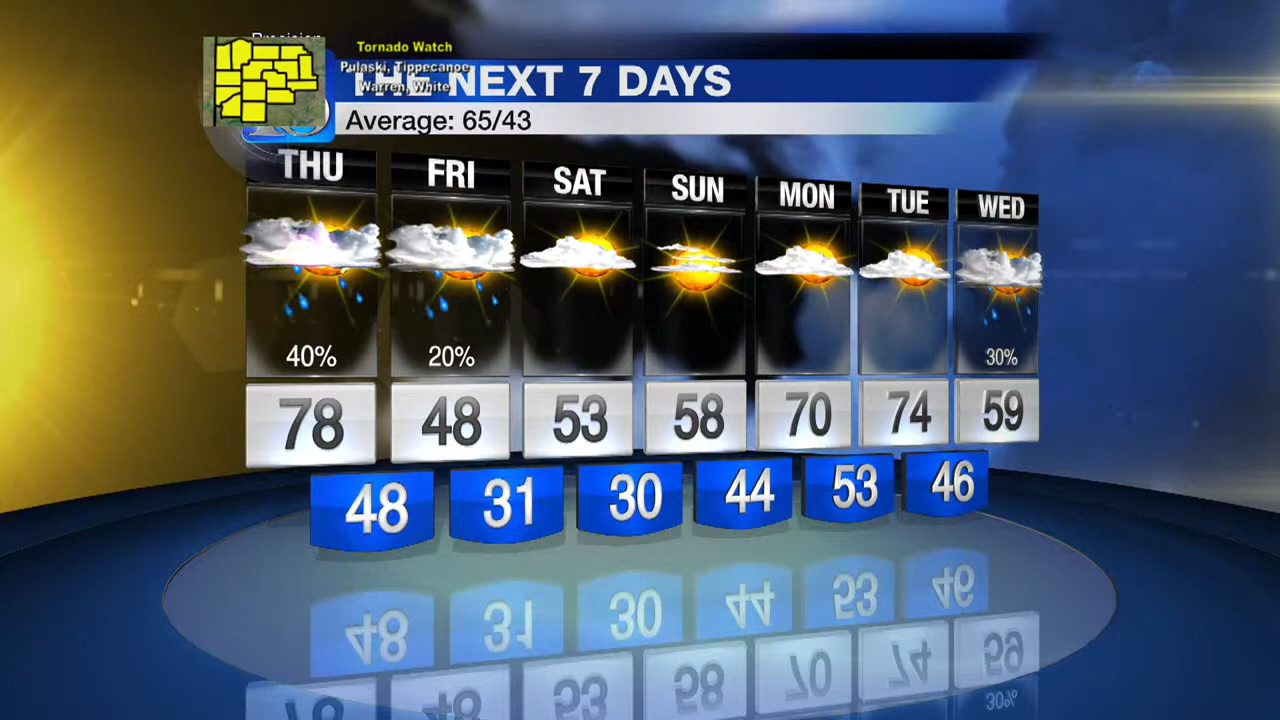 Precision
Tornado Watch
Pulaski, Tippecanoe
Warren, White
THE NEXT 7 DAYS
Average: 65/43
THU FRI SAT SUN MON TUE WED
40% 20% 30%
78 48 53 58 70 74 59
48 31 30 44 53 46